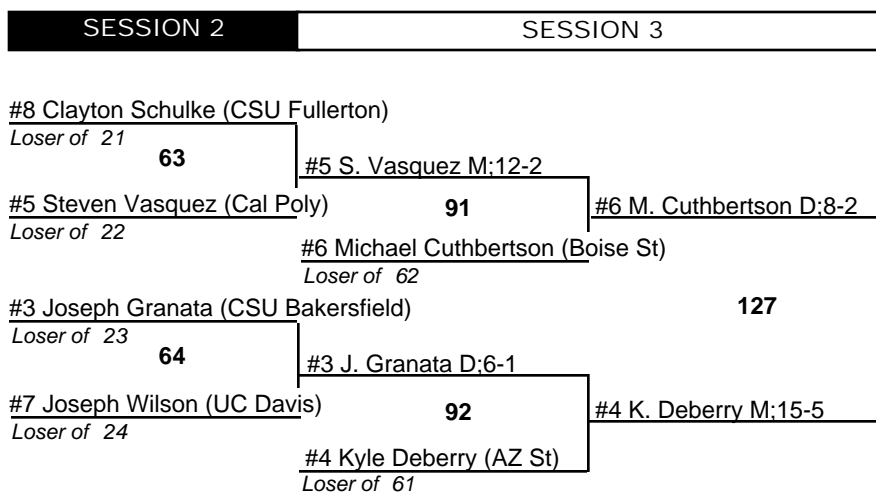 SESSION 2
SESSION 3
#8 Clayton Schulke (CSU Fullerton)
Loser of 21
63
#5 S. Vasquez M;12-2
#5 Steven Vasquez (Cal Poly)
Loser of 22
91
#6 M. Cuthbertson D;8-2
#6 Michael Cuthbertson (Boise St)
Loser of 62
#3 Joseph Granata (CSU Bakersfield)
Loser of 23
127
64
#3 J. Granata D;6-1
#7 Joseph Wilson (UC Davis)
Loser of 24
92
#4 K. Deberry M;15-5
#4 Kyle Deberry (AZ St)
Loser of 61